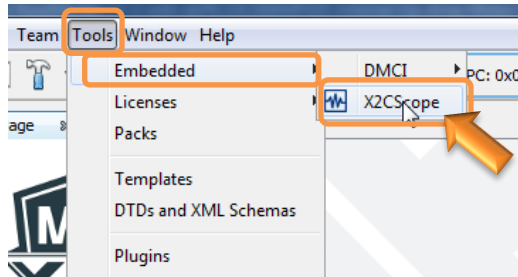 Team Tools Window Help
Embedded
DMCI
PC: 0x0
Licenses
X2CScope
age
Packs
Templates
DTDs and XML Schemas
M
Plugins